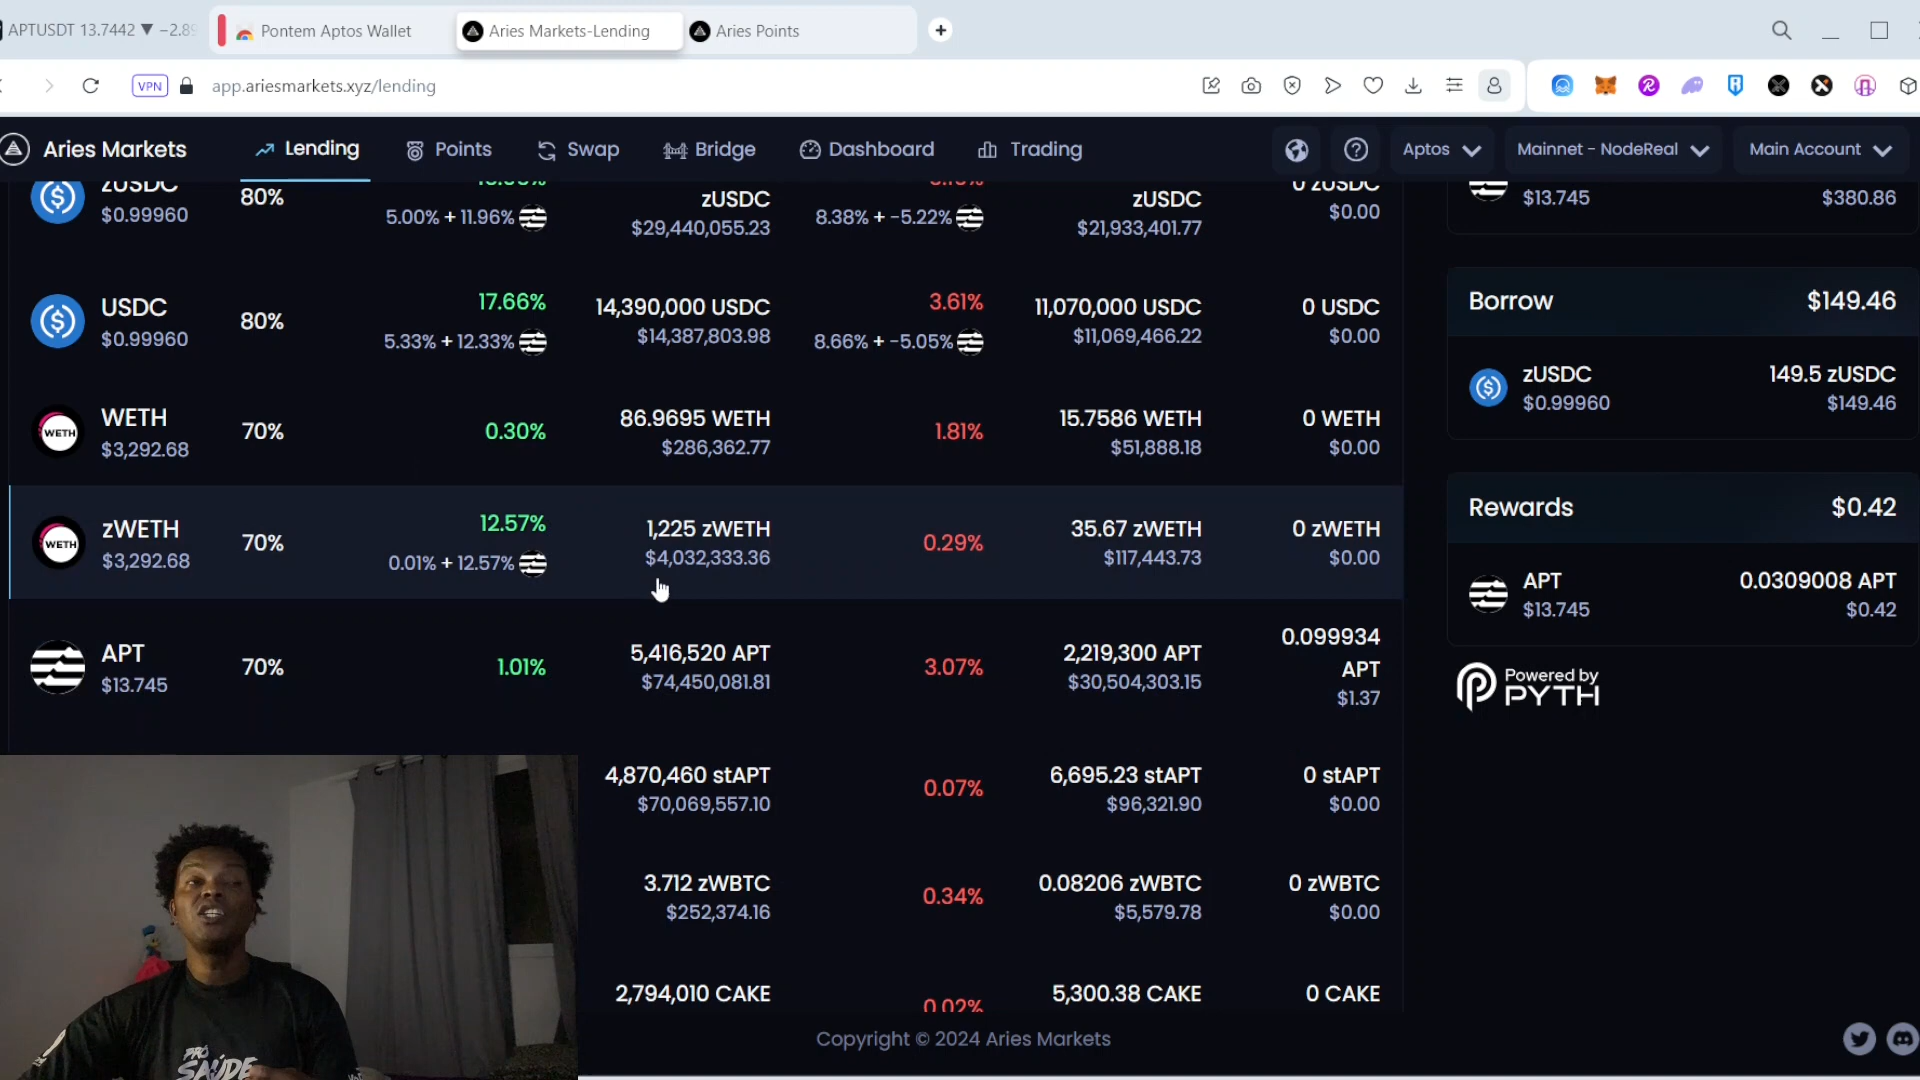 APTUSDT 13.7442 ▼ −2.89
Pontem Aptos Wallet
Aries Markets-Lending
Aries Points
VPN
app.ariesmarkets.xyz/lending
Aries Markets
Lending
Points
Swap
Bridge
Dashboard
Trading
Aptos
Mainnet - NodeReal
Main Account
zUSDC
$0.99960
80%
5.00% + 11.96%
zUSDC
$29,440,055.23
8.38% + -5.22%
zUSDC
$21,933,401.77
0 zUSDC
$0.00
USDC
$0.99960
80%
17.66%
5.33% + 12.33%
14,390,000 USDC
$14,387,803.98
3.61%
8.66% + -5.05%
11,070,000 USDC
$11,069,466.22
0 USDC
$0.00
WETH
WETH
$3,292.68
70%
0.30%
86.9695 WETH
$286,362.77
1.81%
15.7586 WETH
$51,888.18
0 WETH
$0.00
WETH
zWETH
$3,292.68
70%
12.57%
0.01% + 12.57%
1,225 zWETH
$4,032,333.36
0.29%
35.67 zWETH
$117,443.73
0 zWETH
$0.00
APT
$13.745
70%
1.01%
5,416,520 APT
$74,450,081.81
3.07%
2,219,300 APT
$30,504,303.15
0.099934
APT
$1.37
4,870,460 stAPT
$70,069,557.10
0.07%
6,695.23 stAPT
$96,321.90
0 stAPT
$0.00
3.712 zWBTC
$252,374.16
0.34%
0.08206 zWBTC
$5,579.78
0 zWBTC
$0.00
2,794,010 CAKE
0.02%
5,300.38 CAKE
0 CAKE
$13.745
$380.86
Borrow
$149.46
zUSDC
$0.99960
149.5 zUSDC
$149.46
Rewards
$0.42
APT
$13.745
0.0309008 APT
$0.42
Powered by
PYTH
PRÓ
SAÚDE
Copyright © 2024 Aries Markets